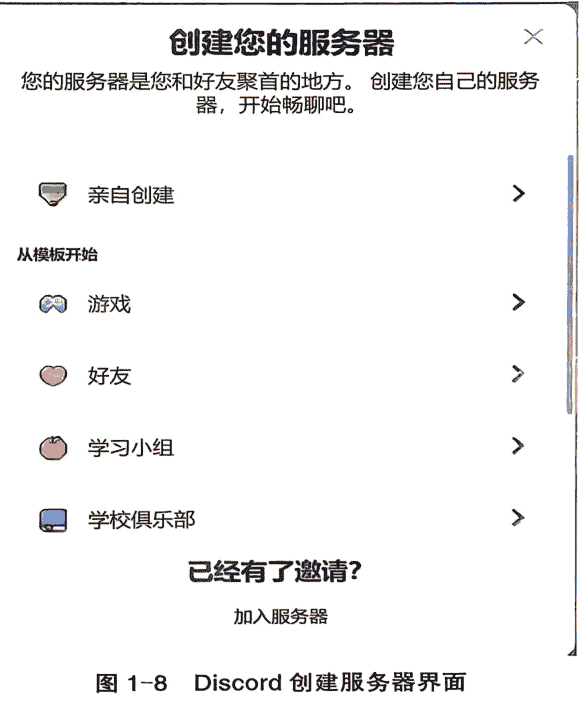 创建您的服务器
您的服务器是您和好友聚首的地方。 创建您自己的服务
器，开始畅聊吧。
亲自创建
从模板开始
游戏
好友
学习小组
学校俱乐部
已经有了邀请？
加入服务器
图 1-8 Discord 创建服务器界面